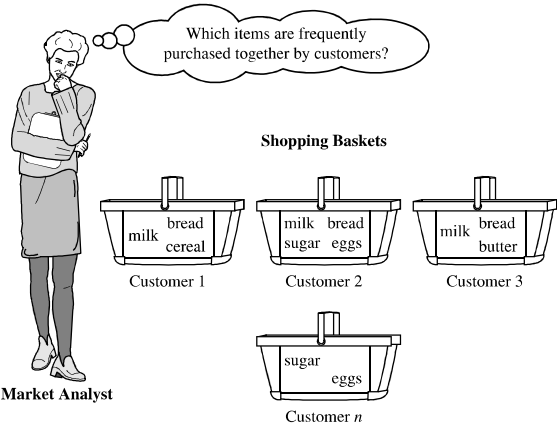 Which items are frequently
purchased together by customers?
Shopping Baskets
milk bread
cereal
milk bread
sugar eggs
milk bread
butter
Customer 1
Customer 2
Customer 3
sugar
eggs
Market Analyst
Customer n